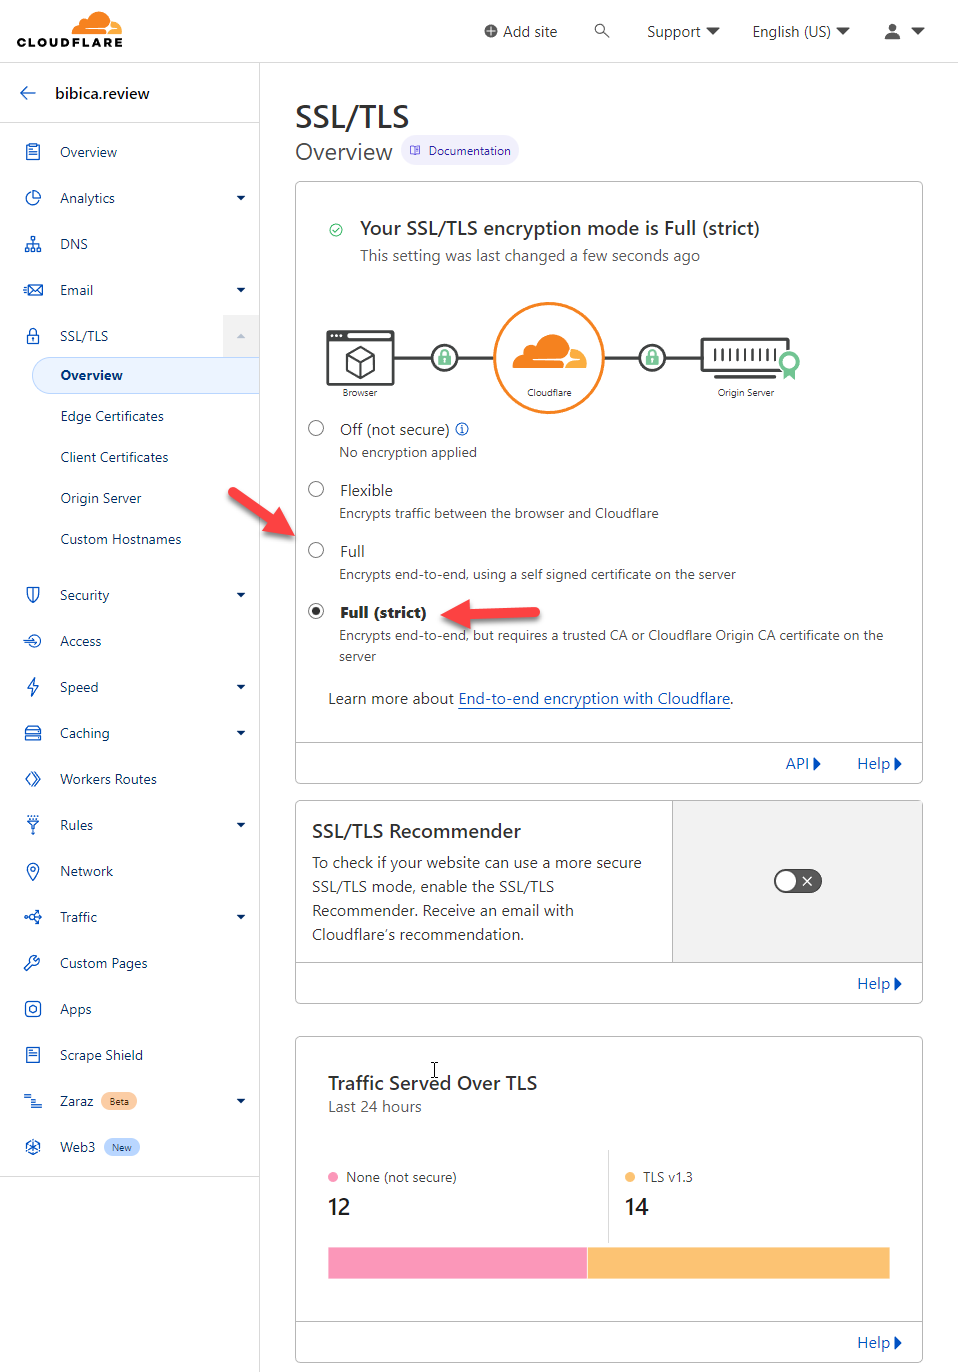 CLOUDFLARE
Add site
Support
English (US)
bibica.review
Overview
Analytics
DNS
Email
SSL/TLS
Overview
Edge Certificates
Client Certificates
Origin Server
Custom Hostnames
Security
Access
Speed
Caching
Workers Routes
Rules
Network
Traffic
Custom Pages
Apps
Scrape Shield
Zaraz Beta
Web3 New
SSL/TLS
Overview Documentation
Your SSL/TLS encryption mode is Full (strict)
This setting was last changed a few seconds ago
Browser
Cloudflare
Origin Server
Off (not secure)
No encryption applied
Flexible
Encrypts traffic between the browser and Cloudflare
Full
Encrypts end-to-end, using a self signed certificate on the server
Full (strict)
Encrypts end-to-end, but requires a trusted CA or Cloudflare Origin CA certificate on the
server
Learn more about End-to-end encryption with Cloudflare.
API Help
SSL/TLS Recommender
To check if your website can use a more secure
SSL/TLS mode, enable the SSL/TLS
Recommender. Receive an email with
Cloudflare's recommendation.
Help
Traffic Served Over TLS
Last 24 hours
None (not secure)
12
TLS v1.3
14
Help